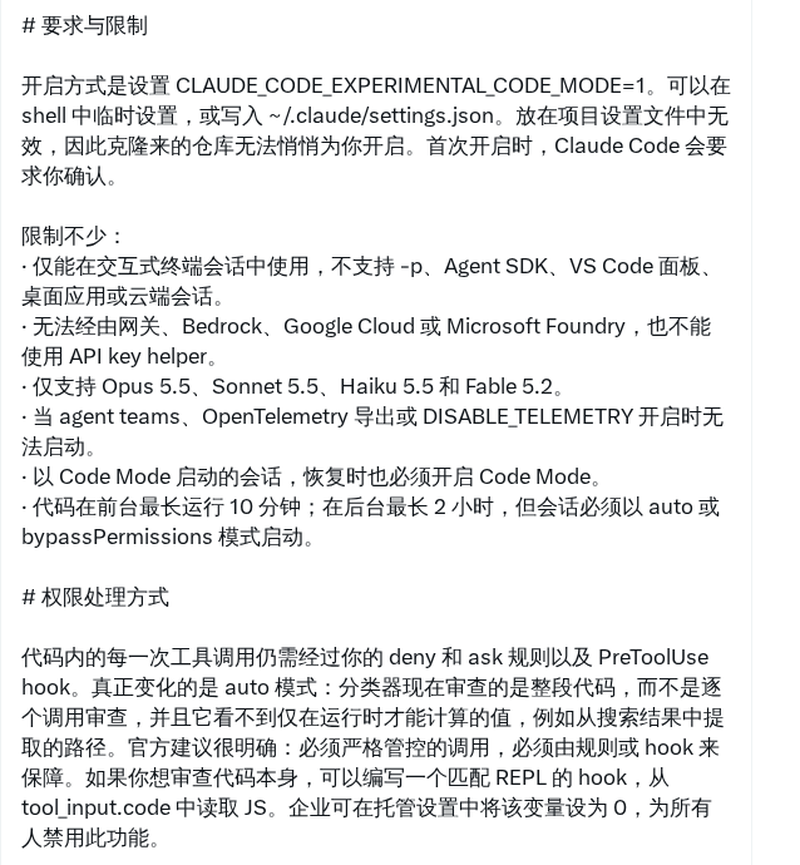 # 要求与限制
开启方式是设置 CLAUDE_CODE_EXPERIMENTAL_CODE_MODE=1。可以在
shell 中临时设置，或写入 ~/.claude/settings.json。放在项目设置文件中无
效，因此克隆来的仓库无法悄悄为你开启。首次开启时，Claude Code 会要
求你确认。
限制不少：
· 仅能在交互式终端会话中使用，不支持 -p、Agent SDK、VS Code 面板、
桌面应用或云端会话。
· 无法经由网关、Bedrock、Google Cloud 或 Microsoft Foundry，也不能
使用 API key helper。
· 仅支持 Opus 5.5、Sonnet 5.5、Haiku 5.5 和 Fable 5.2。
· 当 agent teams、OpenTelemetry 导出或 DISABLE_TELEMETRY 开启时无
法启动。
· 以 Code Mode 启动的会话，恢复时也必须开启 Code Mode。
· 代码在前台最长运行 10 分钟；在后台最长 2 小时，但会话必须以 auto 或
bypassPermissions 模式启动。
# 权限处理方式
代码内的每一次工具调用仍需经过你的 deny 和 ask 规则以及 PreToolUse
hook。真正变化的是 auto 模式：分类器现在审查的是整段代码，而不是逐
个调用审查，并且它看不到仅在运行时才能计算的值，例如从搜索结果中提
取的路径。官方建议很明确：必须严格管控的调用，必须由规则或 hook 来
保障。如果你想审查代码本身，可以编写一个匹配 REPL 的 hook，从
tool_input.code 中读取 JS。企业可在托管设置中将该变量设为 0，为所有
人禁用此功能。